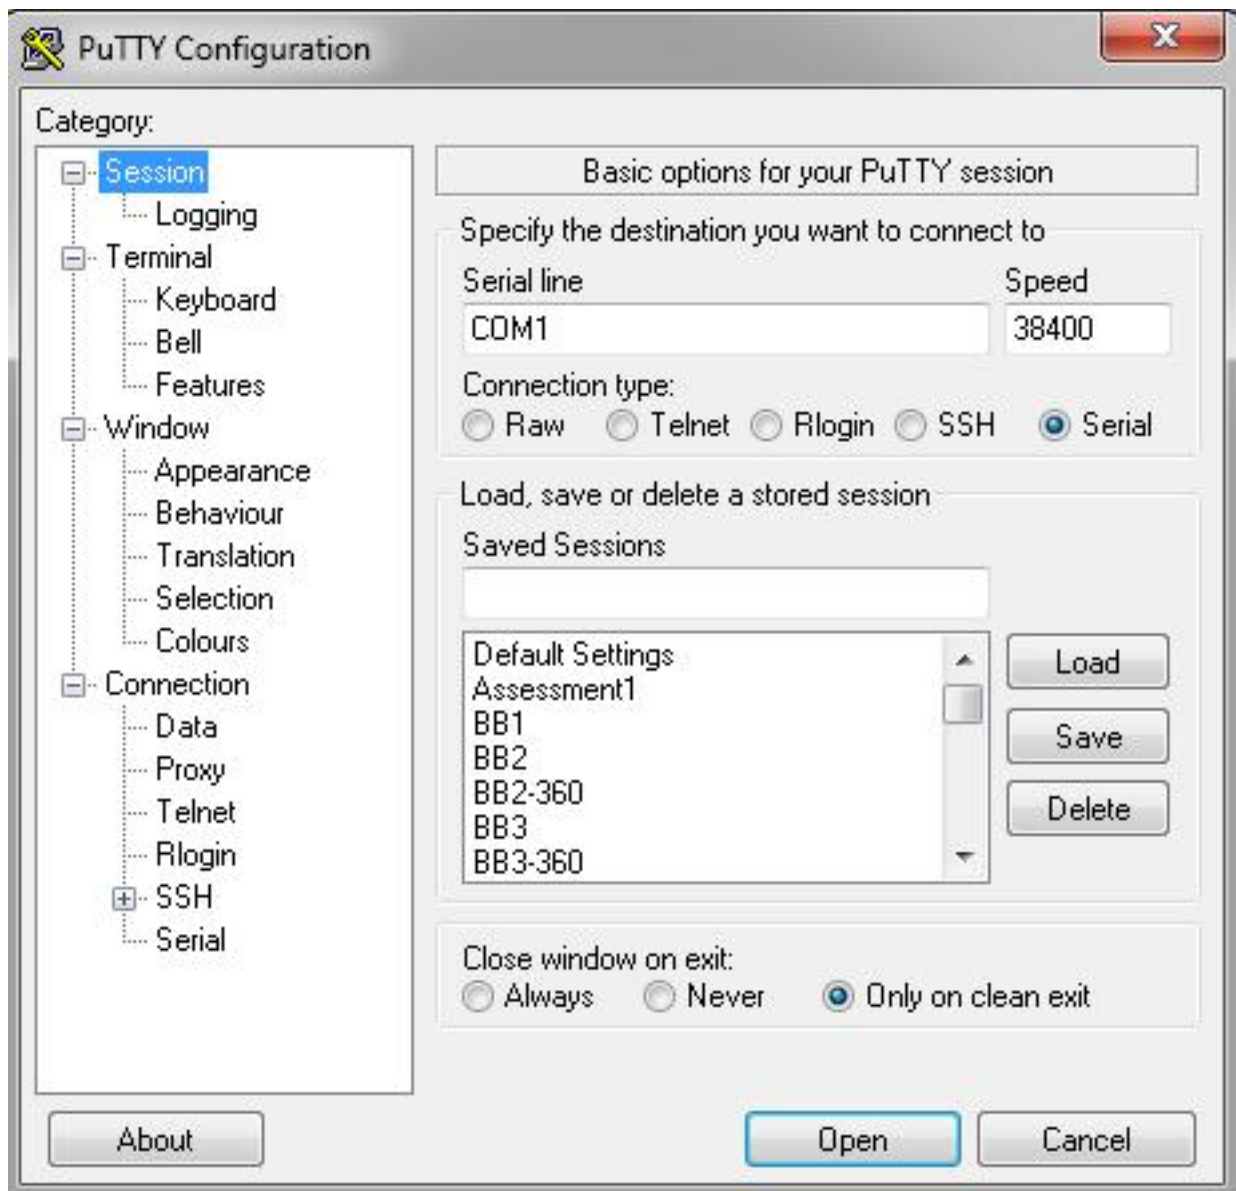 PuTTY Configuration
Category:
Session
Logging
Terminal
Keyboard
Bell
Features
Window
Appearance
Behaviour
Translation
Selection
Colours
Connection
Data
Proxy
Telnet
Rlogin
SSH
Serial
Basic options for your PuTTY session
Specify the destination you want to connect to
Serial line Speed
COM1 38400
Connection type:
Raw Telnet Rlogin SSH Serial
Load, save or delete a stored session
Saved Sessions
Default Settings
Assessment1
BB1
BB2
BB2-360
BB3
BB3-360
Load
Save
Delete
Close window on exit:
Always Never Only on clean exit
About Open Cancel